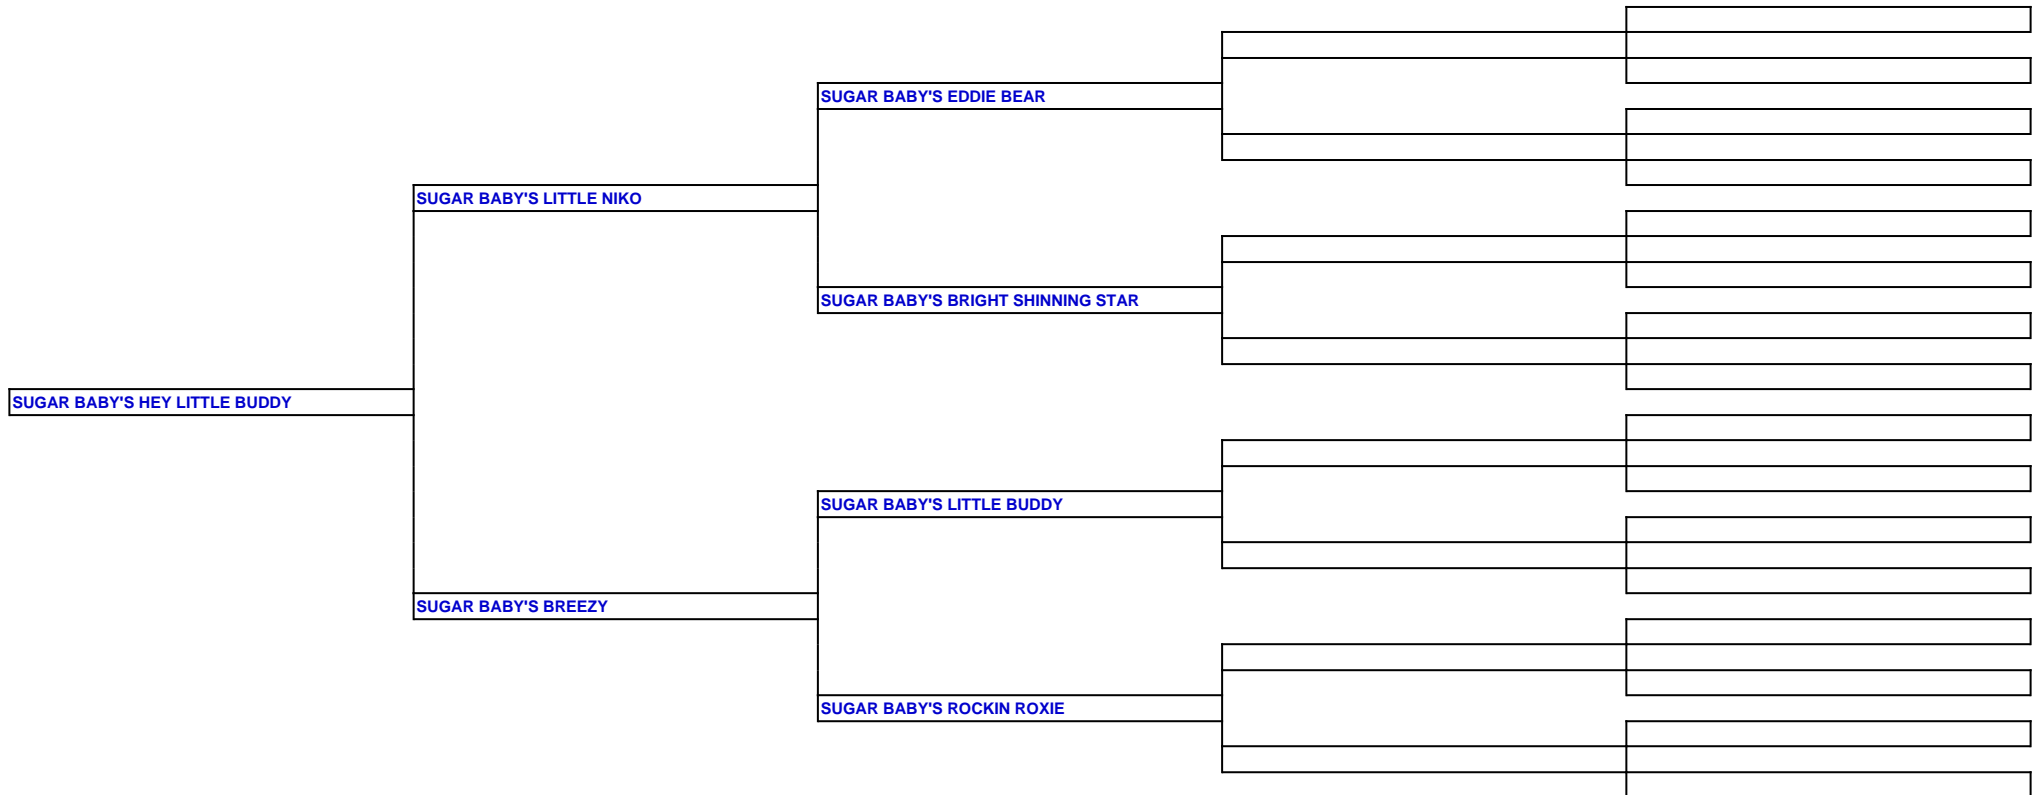 SUGAR BABY'S EDDIE BEAR
SUGAR BABY'S LITTLE NIKO
SUGAR BABY'S BRIGHT SHINNING STAR
SUGAR BABY'S HEY LITTLE BUDDY
SUGAR BABY'S LITTLE BUDDY
SUGAR BABY'S BREEZY
SUGAR BABY'S ROCKIN ROXIE